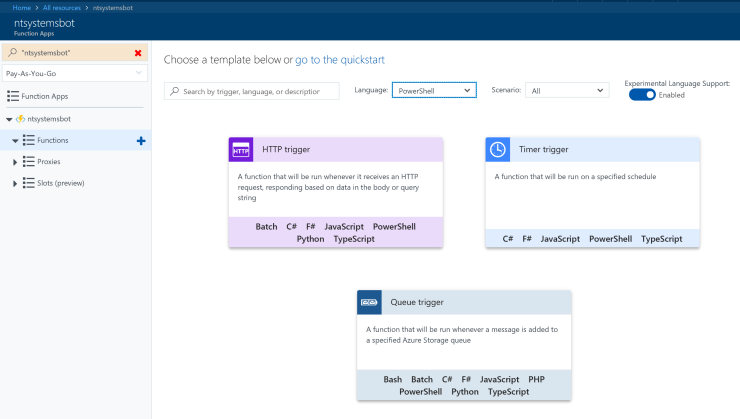 Home > All resources > ntsystemsbot
ntsystemsbot
Function Apps
"ntsystemsbot"
Pay-As-You-Go
Function Apps
ntsystemsbot
Functions
Proxies
Slots (preview)
Choose a template below or go to the quickstart
Search by trigger, language, or description
Language: PowerShell
Scenario: All
Experimental Language Support:
Enabled
HTTP
HTTP trigger
A function that will be run whenever it receives an HTTP
request, responding based on data in the body or query
string
Batch C# F# JavaScript PowerShell
Python TypeScript
Timer trigger
A function that will be run on a specified schedule
C# F# JavaScript PowerShell TypeScript
Queue trigger
A function that will be run whenever a message is added
to a specified Azure Storage queue
Bash Batch C# F# JavaScript PHP
PowerShell Python TypeScript